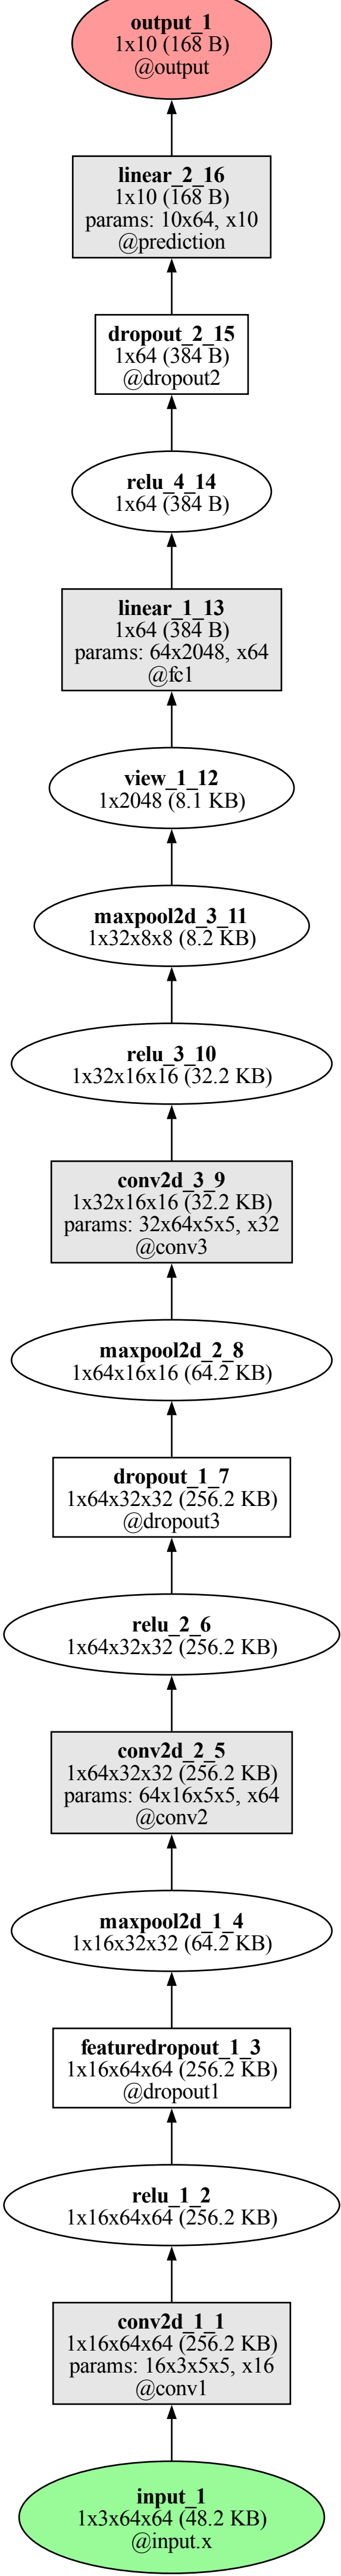 output_1
1x10 (168 B)
@output
linear_2_16
1x10 (168 B)
params: 10x64, x10
@prediction
dropout_2_15
1x64 (384 B)
@dropout2
relu_4_14
1x64 (384 B)
linear_1_13
1x64 (384 B)
params: 64x2048, x64
@fc1
view_1_12
1x2048 (8.1 KB)
maxpool2d_3_11
1x32x8x8 (8.2 KB)
relu_3_10
1x32x16x16 (32.2 KB)
conv2d_3_9
1x32x16x16 (32.2 KB)
params: 32x64x5x5, x32
@conv3
maxpool2d_2_8
1x64x16x16 (64.2 KB)
dropout_1_7
1x64x32x32 (256.2 KB)
@dropout3
relu_2_6
1x64x32x32 (256.2 KB)
conv2d_2_5
1x64x32x32 (256.2 KB)
params: 64x16x5x5, x64
@conv2
maxpool2d_1_4
1x16x32x32 (64.2 KB)
featuredropout_1_3
1x16x64x64 (256.2 KB)
@dropout1
relu_1_2
1x16x64x64 (256.2 KB)
conv2d_1_1
1x16x64x64 (256.2 KB)
params: 16x3x5x5, x16
@conv1
input_1
1x3x64x64 (48.2 KB)
@input.x